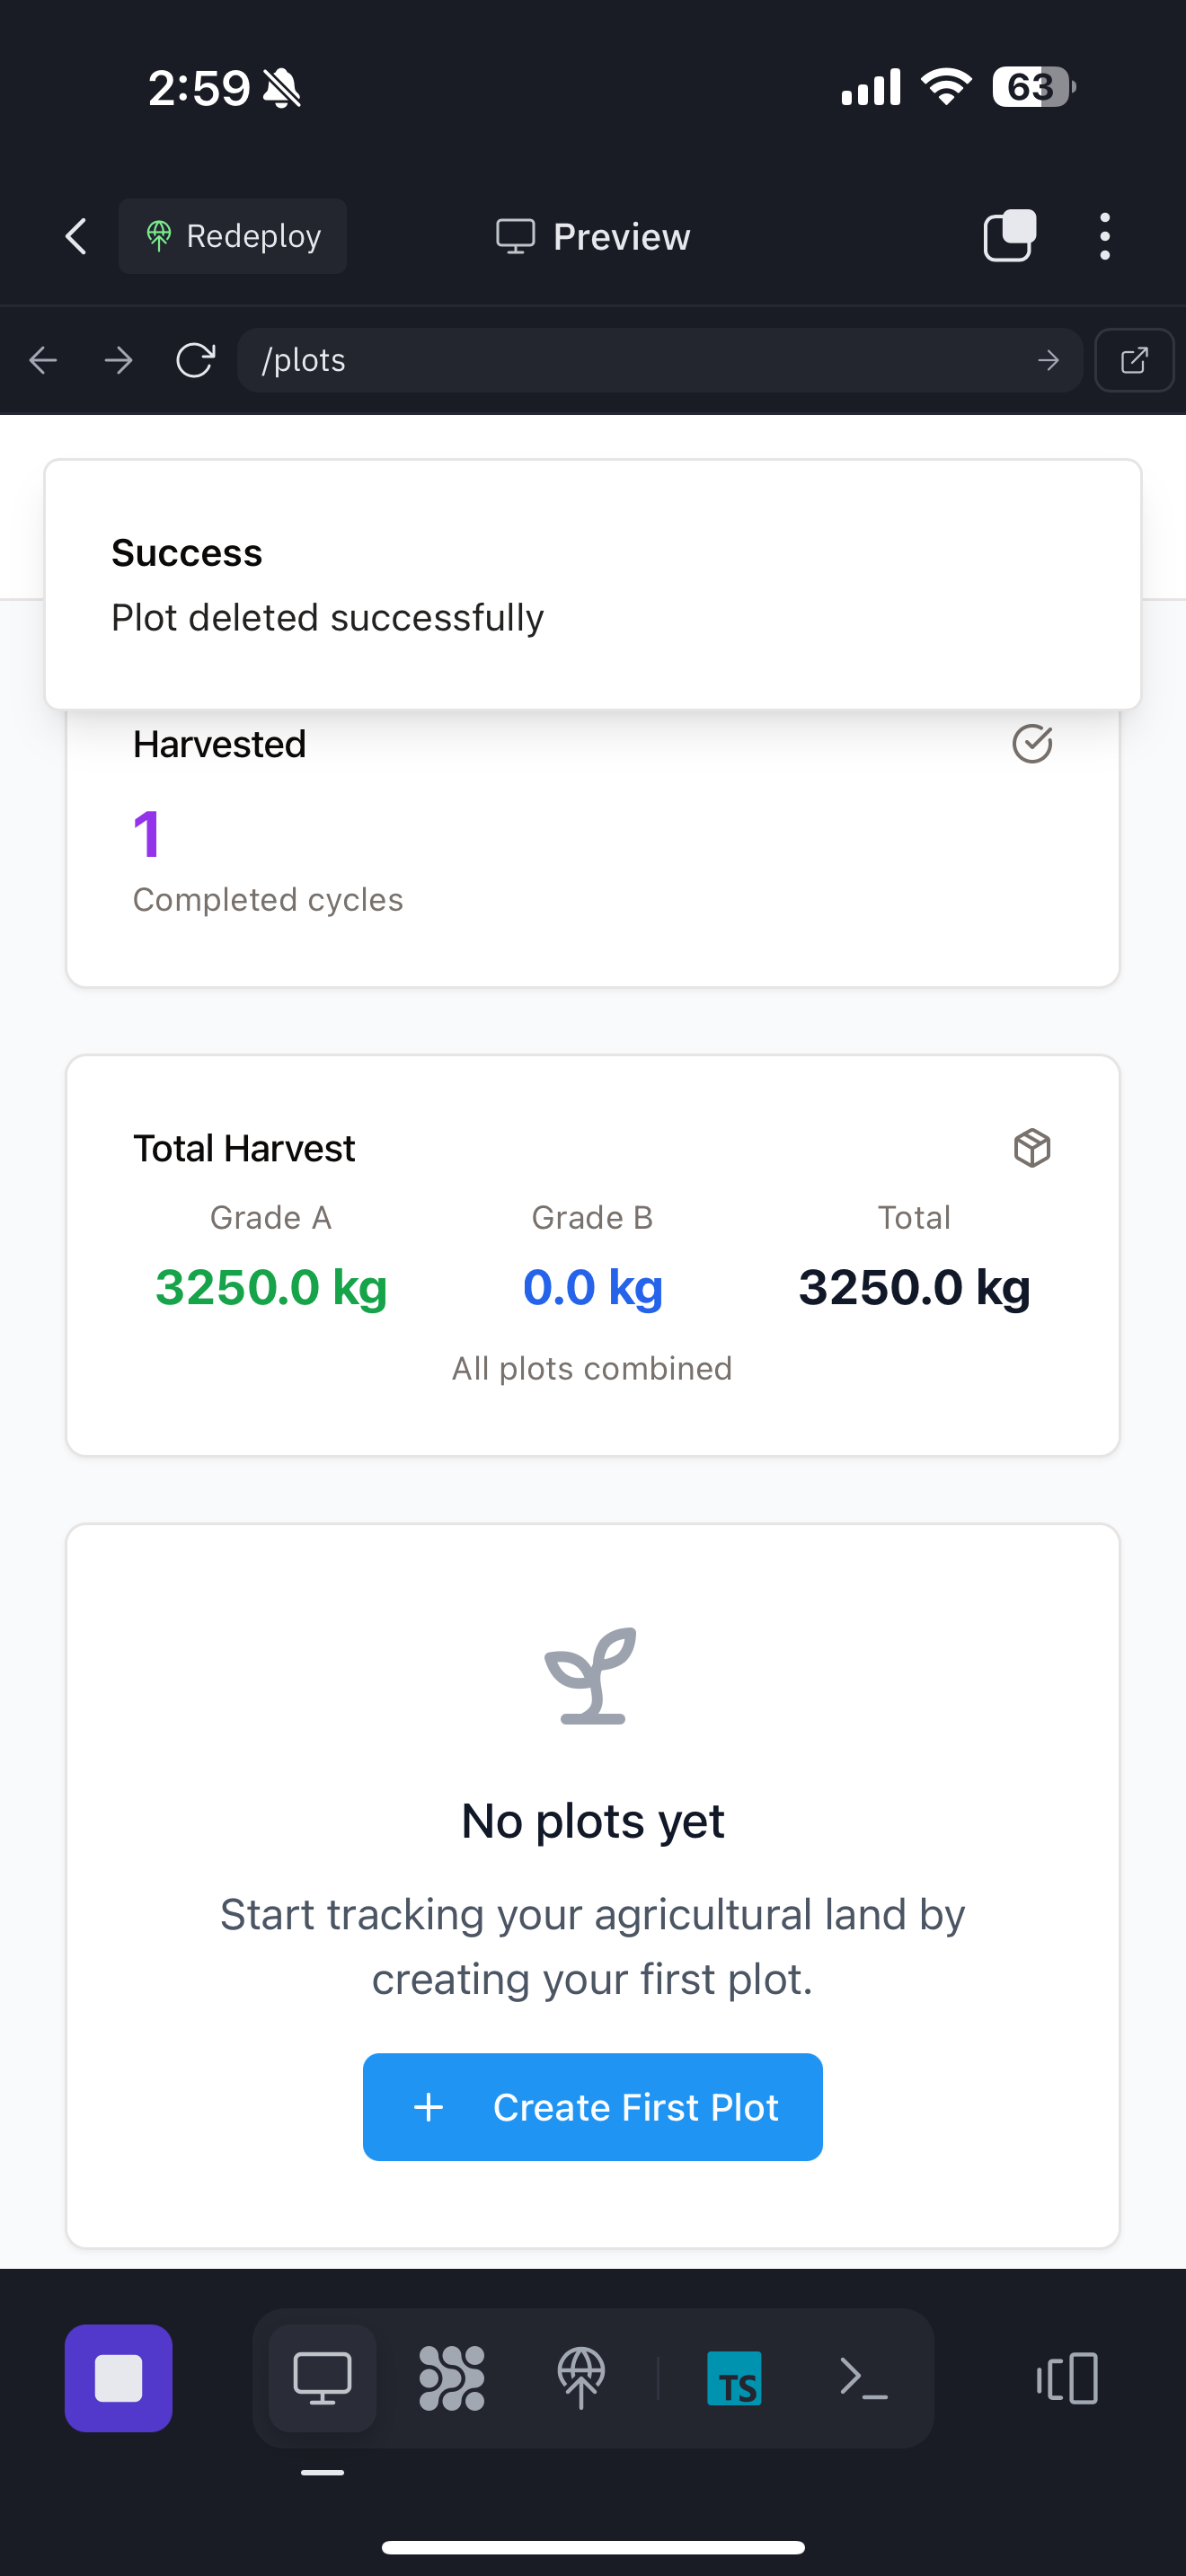 2:59
63
Redeploy
Preview
/plots
Success
Plot deleted successfully
Harvested
1
Completed cycles
Total Harvest
Grade A Grade B Total
3250.0 kg 0.0 kg 3250.0 kg
All plots combined
No plots yet
Start tracking your agricultural land by
creating your first plot.
Create First Plot
TS